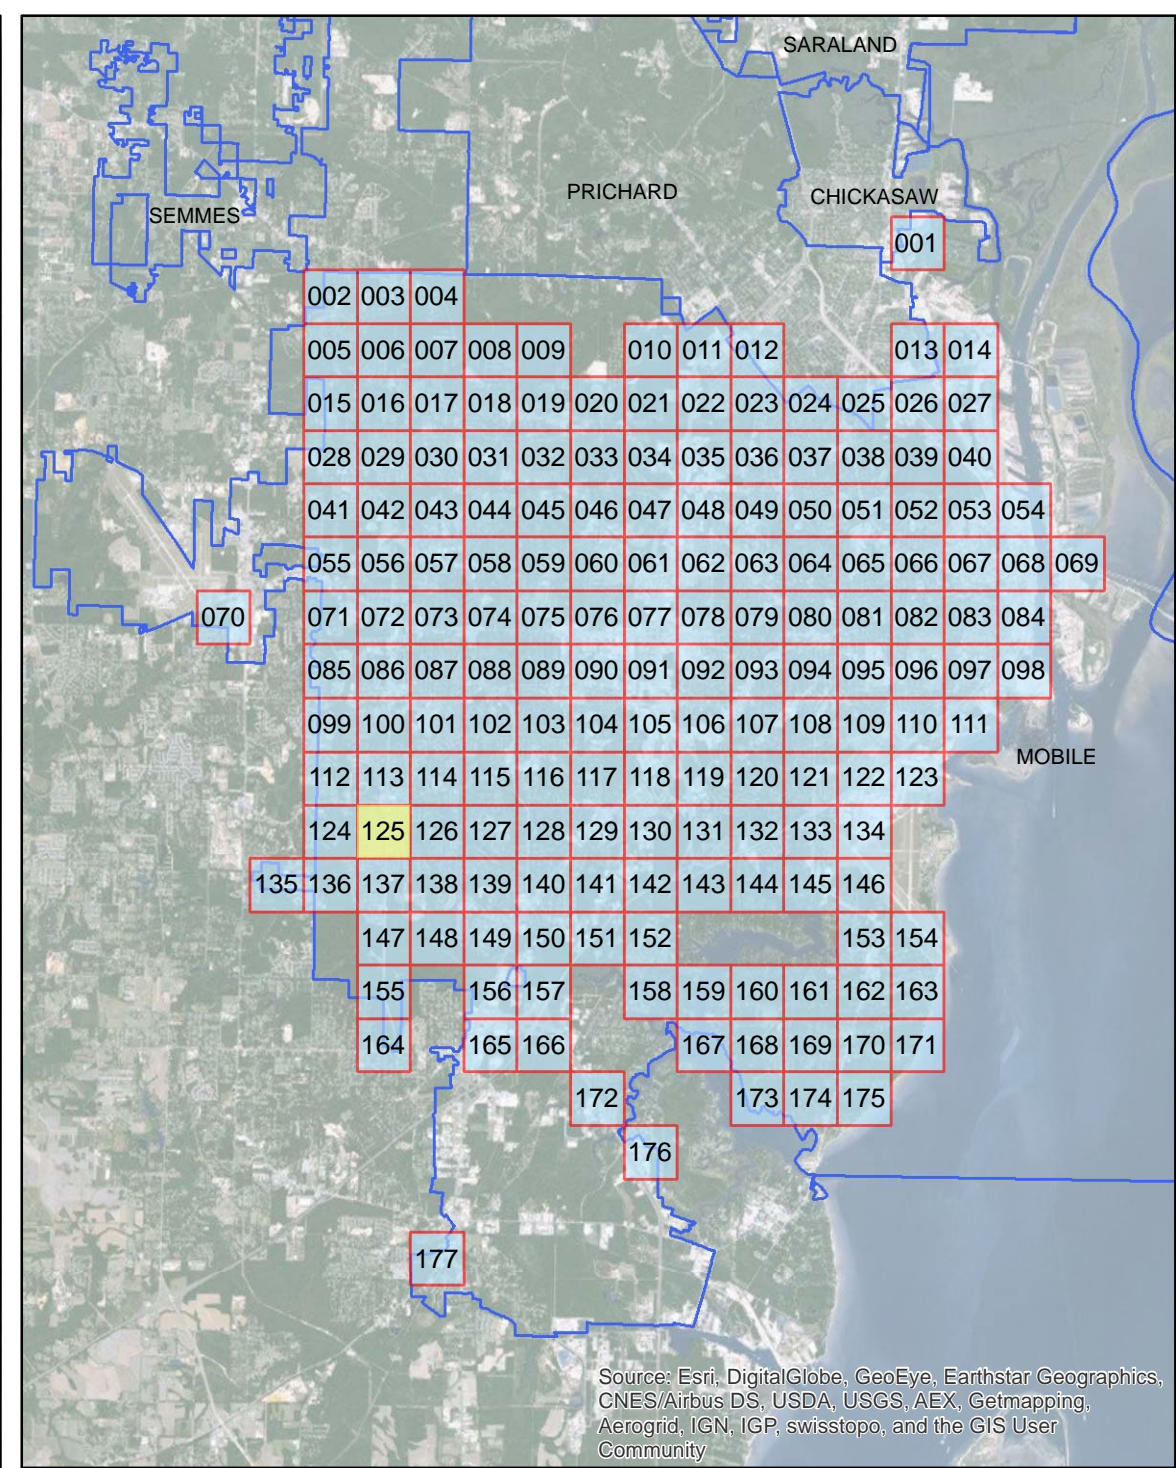 SARALAND
PRICHARD
CHICKASAW
SEMMES
001
002 003 004
005 006 007 008 009 010 011 012 013 014
015 016 017 018 019 020 021 022 023 024 025 026 027
028 029 030 031 032 033 034 035 036 037 038 039 040
041 042 043 044 045 046 047 048 049 050 051 052 053 054
055 056 057 058 059 060 061 062 063 064 065 066 067 068 069
070 071 072 073 074 075 076 077 078 079 080 081 082 083 084
085 086 087 088 089 090 091 092 093 094 095 096 097 098
099 100 101 102 103 104 105 106 107 108 109 110 111
MOBILE
112 113 114 115 116 117 118 119 120 121 122 123
124 125 126 127 128 129 130 131 132 133 134
135 136 137 138 139 140 141 142 143 144 145 146
147 148 149 150 151 152 153 154
155 156 157 158 159 160 161 162 163
164 165 166 167 168 169 170 171
172 173 174 175
176
177
Source: Esri, DigitalGlobe, GeoEye, Earthstar Geographics,
CNES/Airbus DS, USDA, USGS, AEX, Getmapping,
Aerogrid, IGN, IGP, swisstopo, and the GIS User
Community